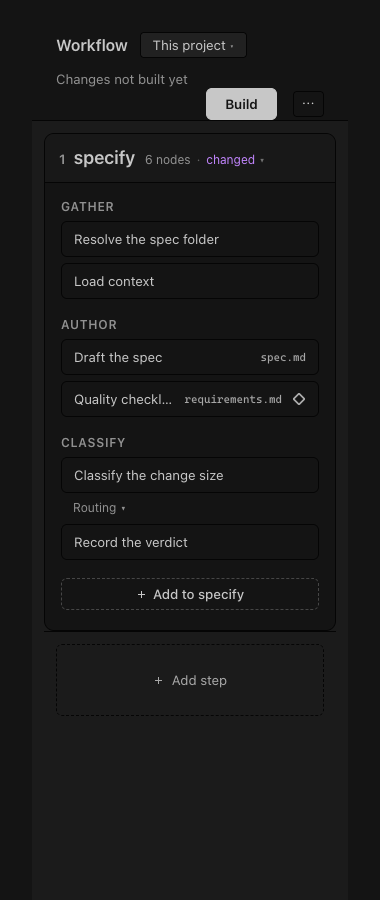 Workflow This project ▾
Changes not built yet
Build ...
1 specify 6 nodes · changed ▾
GATHER
Resolve the spec folder
Load context
AUTHOR
Draft the spec spec.md
Quality checkl... requirements.md
CLASSIFY
Classify the change size
Routing ▾
Record the verdict
+ Add to specify
+ Add step